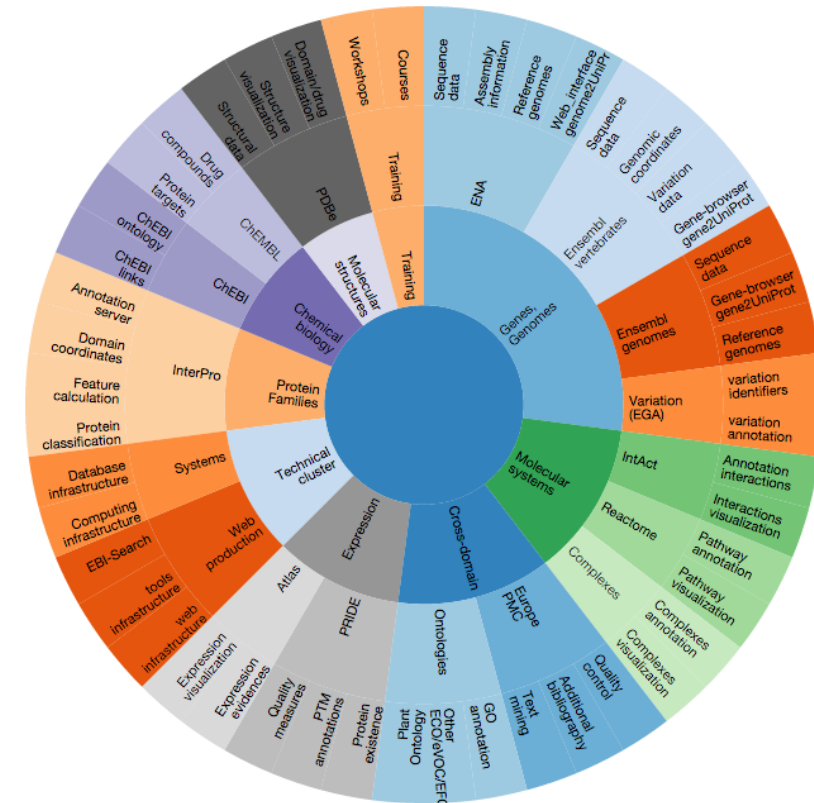 Genes,
Genomes
ENA
Sequence
data
Assembly
information
Reference
genomes
Web_interface
genome2UniPr
Ensembl
vertebrates
Sequence
data
Genomic
coordinates
Variation
data
Gene-browser
gene2UniProt
Ensembl
genomes
Sequence
data
Gene-browser
gene2UniProt
Reference
genomes
Variation
(EGA)
variation
identifiers
variation
annotation
Molecular
systems
IntAct
Annotation
interactions
Interactions
visualization
Reactome
Pathway
annotation
Pathway
visualization
Complexes
Complexes
annotation
Complexes
visualization
Cross-domain
Europe
PMC
Quality
control
Additional
bibliography
Text
mining
Ontologies
GO
annotation
Other
ECO/eVOC/EFO
Plant
Ontology
Expression
PRIDE
Protein
existence
PTM
annotations
Quality
measures
Atlas
Expression
evidences
Expression
visualization
Technical
cluster
Web
production
web
infrastructure
tools
infrastructure
EBI-Search
Systems
Computing
infrastructure
Database
infrastructure
Protein
Families
InterPro
Protein
classification
Feature
calculation
Domain
coordinates
Annotation
server
Chemical
biology
ChEBI
ChEBI
links
ChEBI
ontology
ChEMBL
Protein
targets
Drug
compounds
Molecular
structures
PDBe
Structural data
Structure
visualization
Domain/drug
visualization
Training
Training
Workshops
Courses